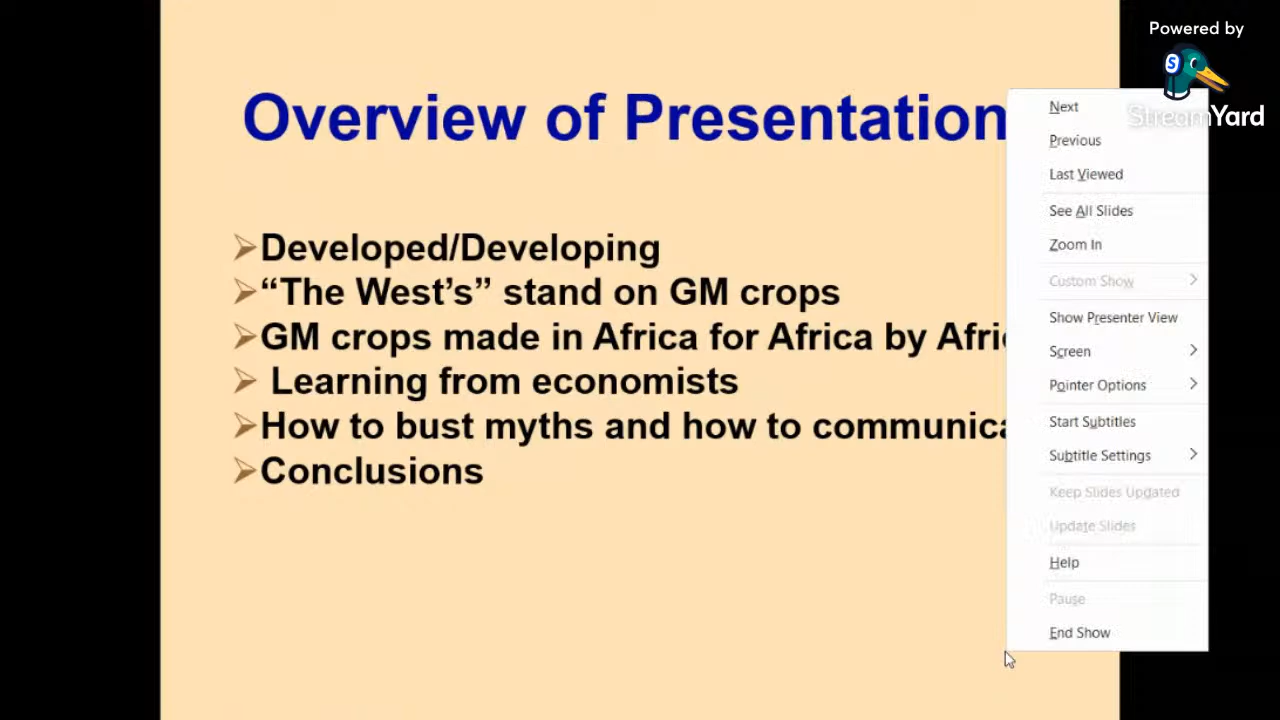 Powered by
StreamYard
Overview of Presentation
Developed/Developing
“The West’s” stand on GM crops
GM crops made in Africa for Africa by
Learning from economists
How to bust myths and how to
Conclusions
Next
Previous
Last Viewed
See All Slides
Zoom In
Custom Show
Show Presenter View
Screen
Pointer Options
Start Subtitles
Subtitle Settings
Keep Slides Updated
Update Slides
Help
Pause
End Show